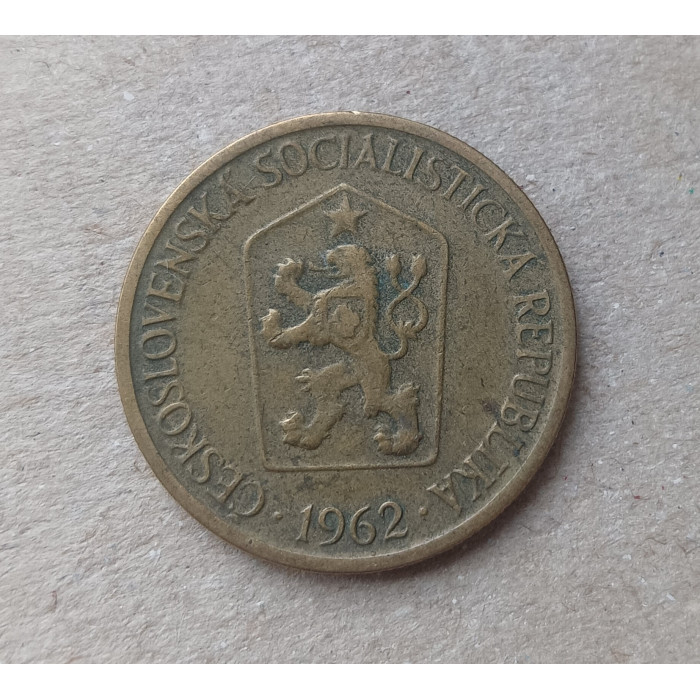 · ČESKOSLOVENSKÁ SOCIALISTICKÁ REPUBLIKA ·
1962